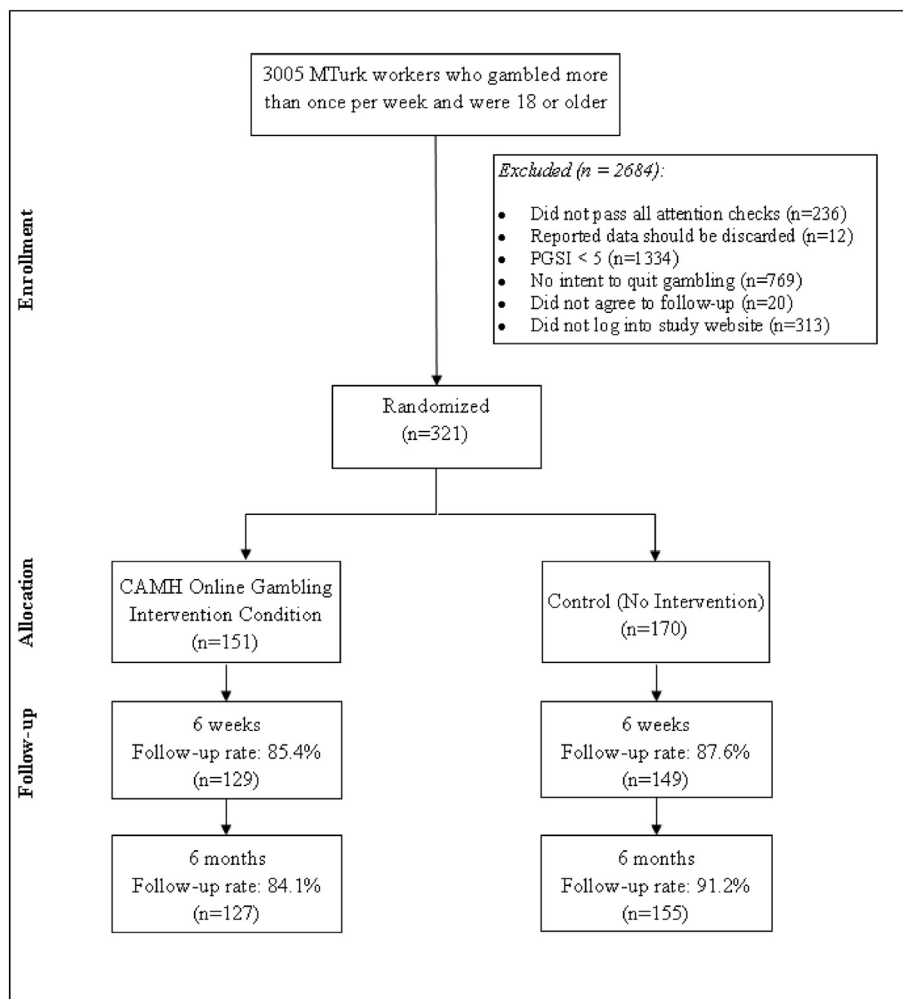 3005 MTurk workers who gambled more
than once per week and were 18 or older
Enrollment
Excluded (n = 2684):
• Did not pass all attention checks (n=236)
• Reported data should be discarded (n=12)
• PGSI < 5 (n=1334)
• No intent to quit gambling (n=769)
• Did not agree to follow-up (n=20)
• Did not log into study website (n=313)
Randomized
(n=321)
Allocation
CAMH Online Gambling
Intervention Condition
(n=151)
Control (No Intervention)
(n=170)
Follow-up
6 weeks
Follow-up rate: 85.4%
(n=129)
6 weeks
Follow-up rate: 87.6%
(n=149)
6 months
Follow-up rate: 84.1%
(n=127)
6 months
Follow-up rate: 91.2%
(n=155)